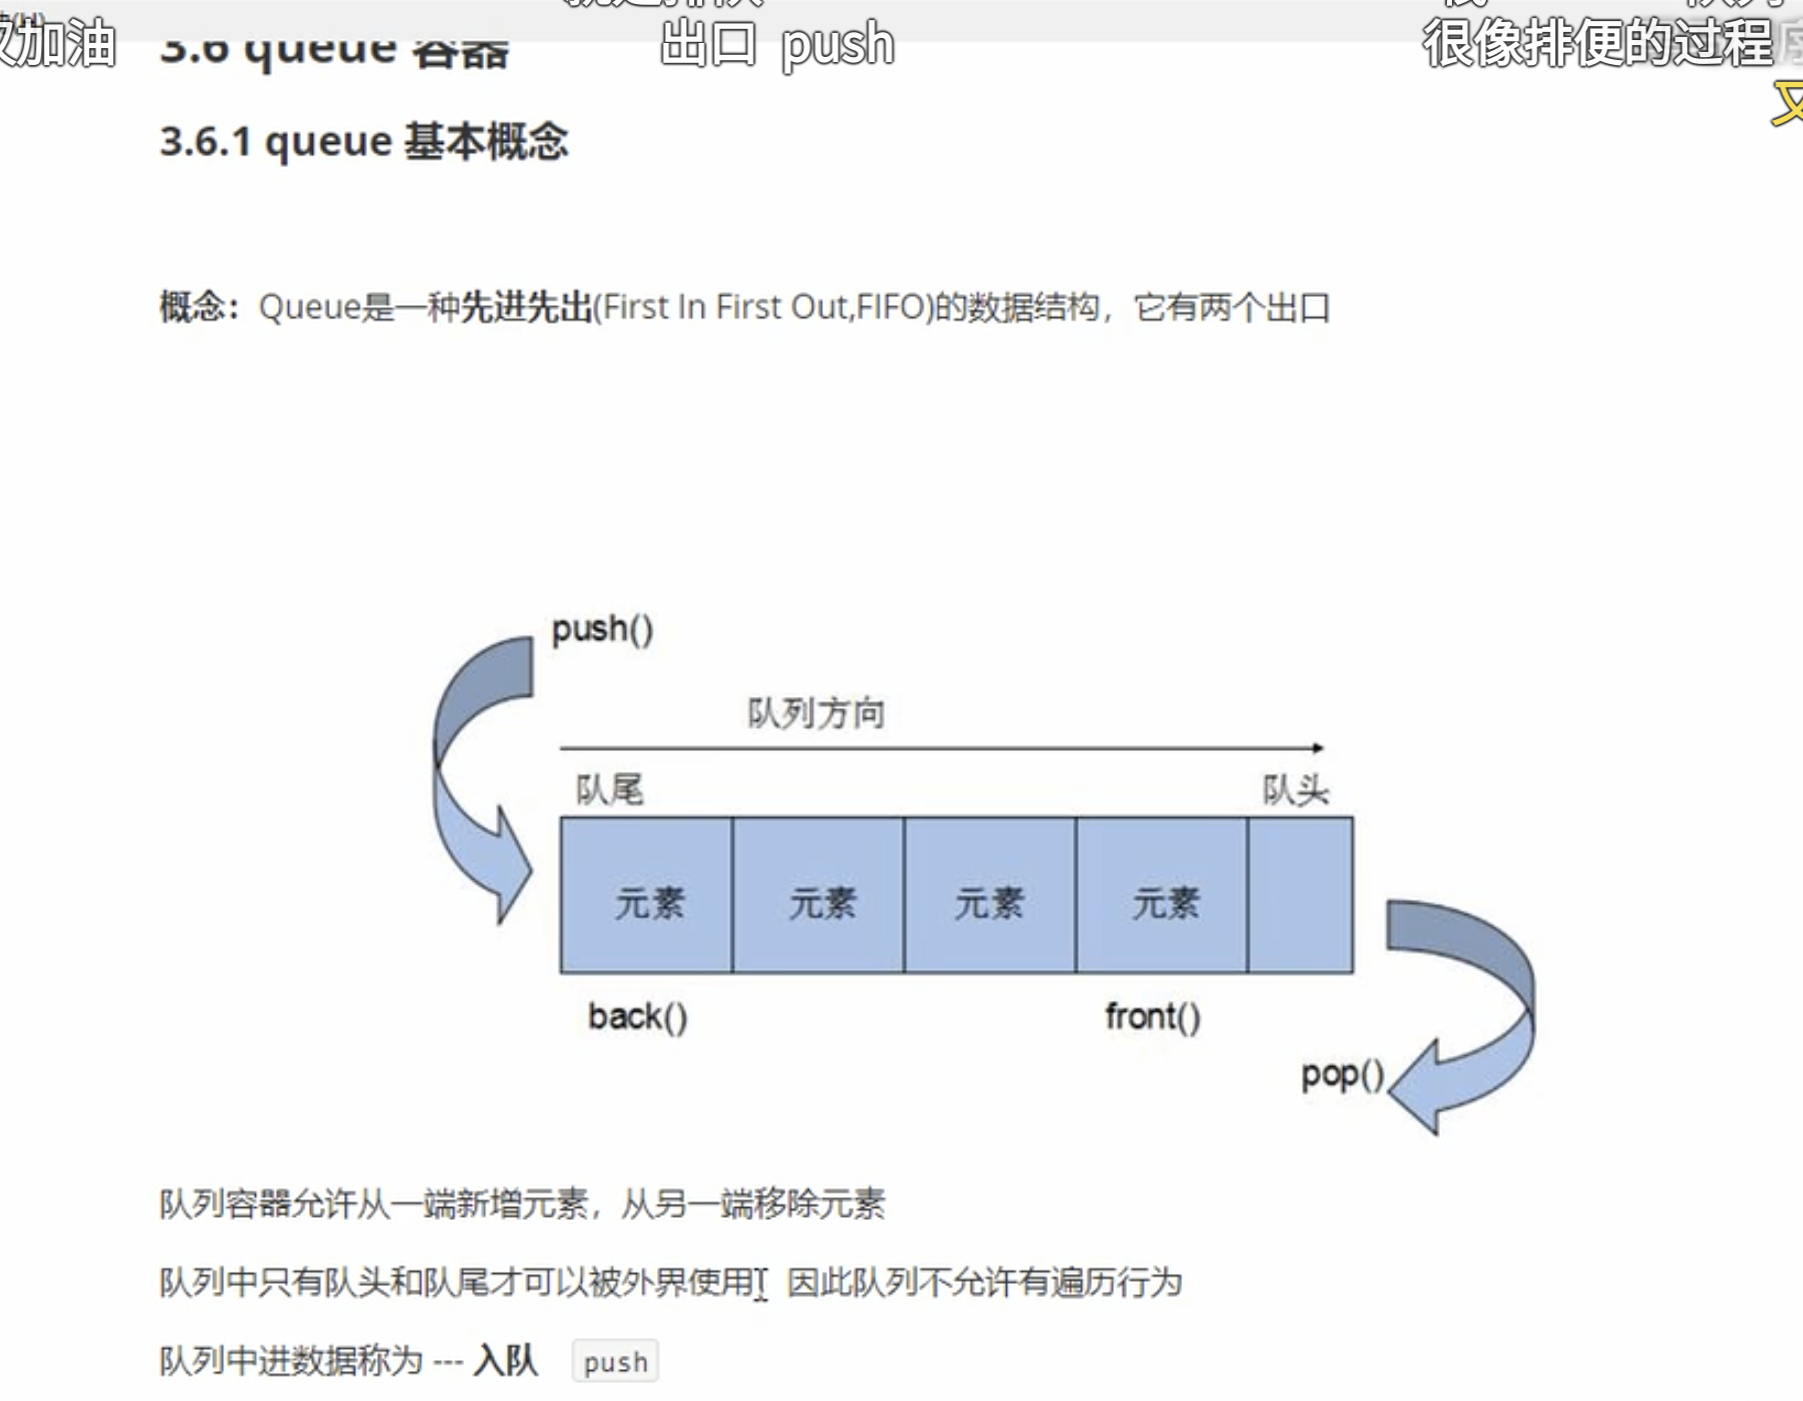 加油
出口 push
很像排便的过程
又
3.6 queue 容器
3.6.1 queue 基本概念
概念：Queue是一种先进先出(First In First Out,FIFO)的数据结构，它有两个出口
push()
队列方向
队尾 队头
元素 元素 元素 元素
back() front()
pop()
队列容器允许从一端新增元素，从另一端移除元素
队列中只有队头和队尾才可以被外界使用 因此队列不允许有遍历行为
队列中进数据称为 --- 入队 push